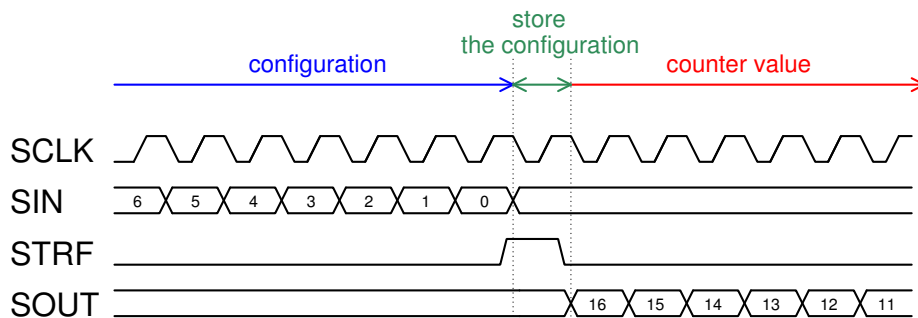 store
the configuration
configuration
counter value
SCLK
SIN
6 5 4 3 2 1 0
STRF
SOUT
16 15 14 13 12 11